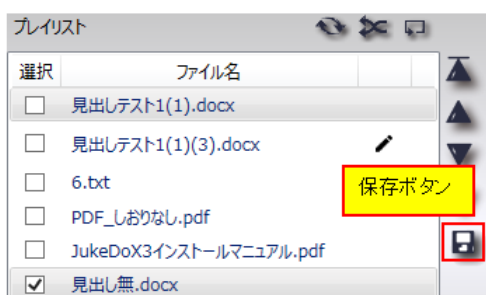 プレイリスト
選択 ファイル名
見出しテスト1(1).docx
見出しテスト1(1)(3).docx
6.txt
保存ボタン
PDF_しおりなし.pdf
JukeDoX3インストールマニュアル.pdf
見出し無.docx